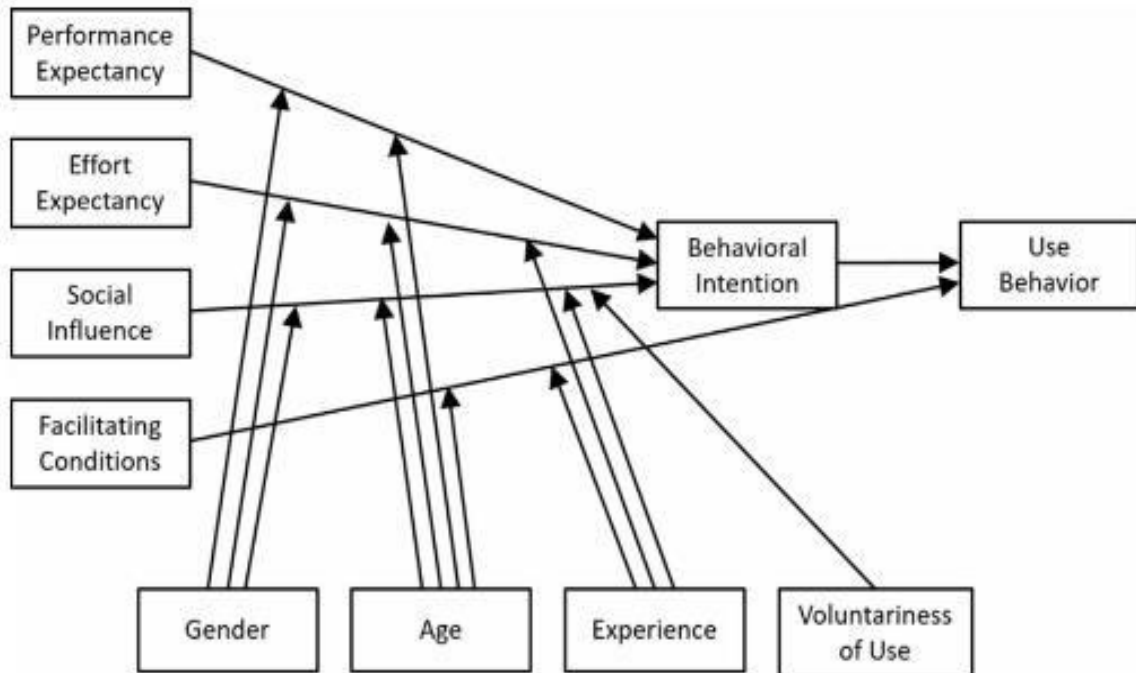 Performance
Expectancy
Effort
Expectancy
Social
Influence
Facilitating
Conditions
Behavioral
Intention
Use
Behavior
Gender
Age
Experience
Voluntariness
of Use